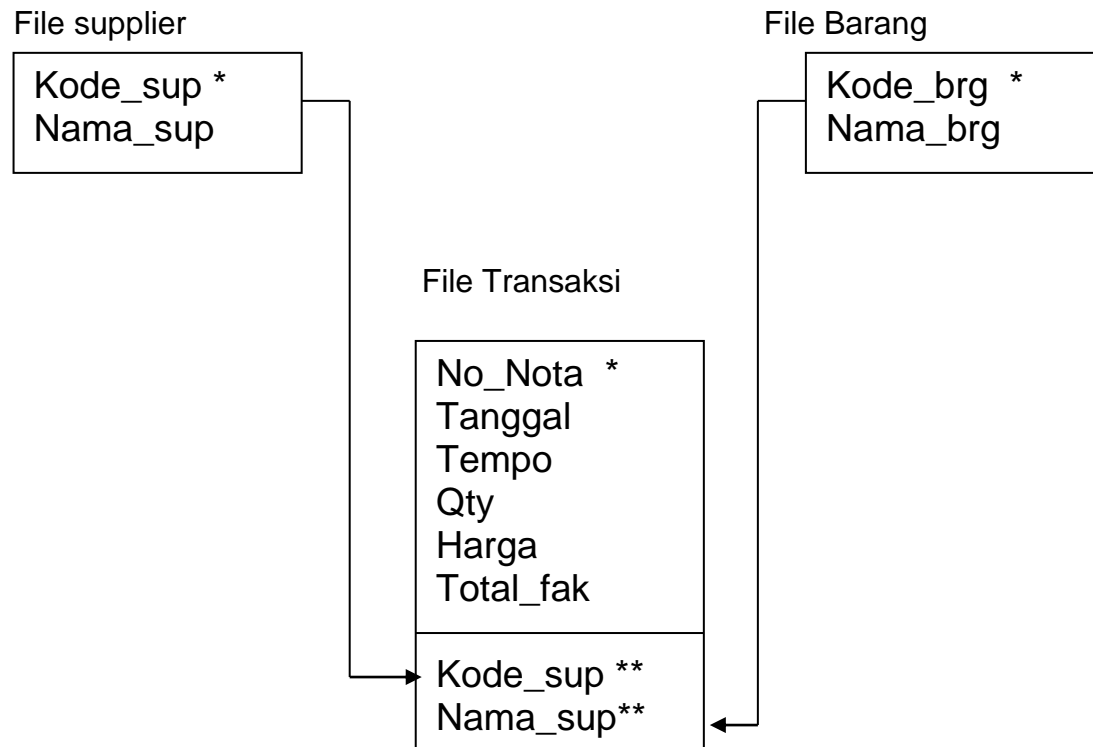 File supplier
Kode_sup *
Nama_sup
File Barang
Kode_brg *
Nama_brg
File Transaksi
No_Nota *
Tanggal
Tempo
Qty
Harga
Total_fak
Kode_sup **
Nama_sup**